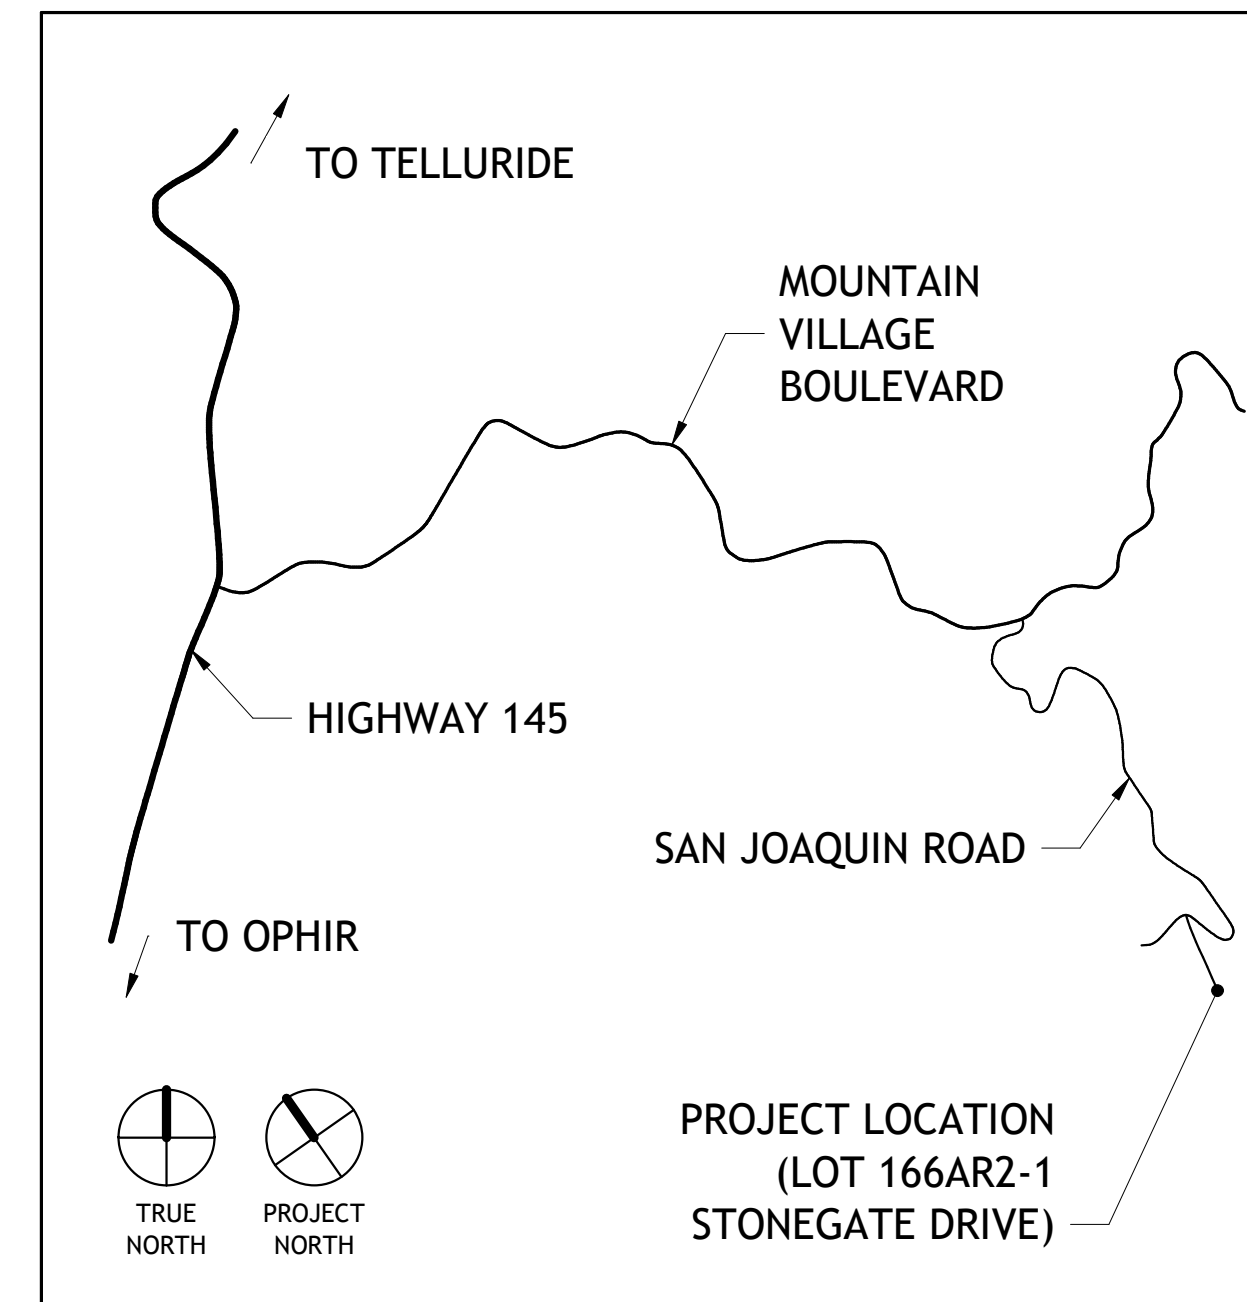 TO TELLURIDE
MOUNTAIN
VILLAGE
BOULEVARD
HIGHWAY 145
SAN JOAQUIN ROAD
TO OPHIR
PROJECT LOCATION
(LOT 166AR2-1
STONEGATE DRIVE)
TRUE
NORTH
PROJECT
NORTH